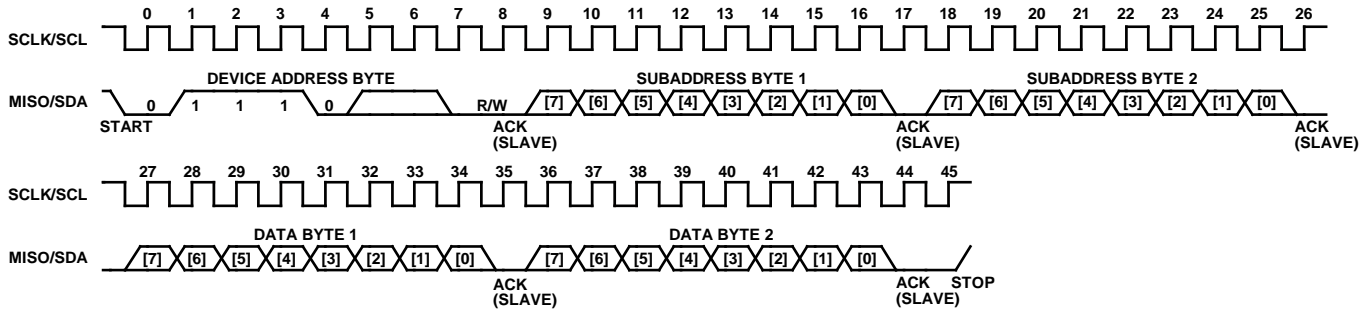 0 1 2 3 4 5 6 7 8 9 10 11 12 13 14 15 16 17 18 19 20 21 22 23 24 25 26
SCLK/SCL
DEVICE ADDRESS BYTE SUBADDRESS BYTE 1 SUBADDRESS BYTE 2
MISO/SDA 0 1 1 1 0 R/W [7] [6] [5] [4] [3] [2] [1] [0] [7] [6] [5] [4] [3] [2] [1] [0]
START ACK ACK ACK
(SLAVE) (SLAVE) (SLAVE)
27 28 29 30 31 32 33 34 35 36 37 38 39 40 41 42 43 44 45
SCLK/SCL
DATA BYTE 1 DATA BYTE 2
MISO/SDA [7] [6] [5] [4] [3] [2] [1] [0] [7] [6] [5] [4] [3] [2] [1] [0]
ACK ACK STOP
(SLAVE) (SLAVE)